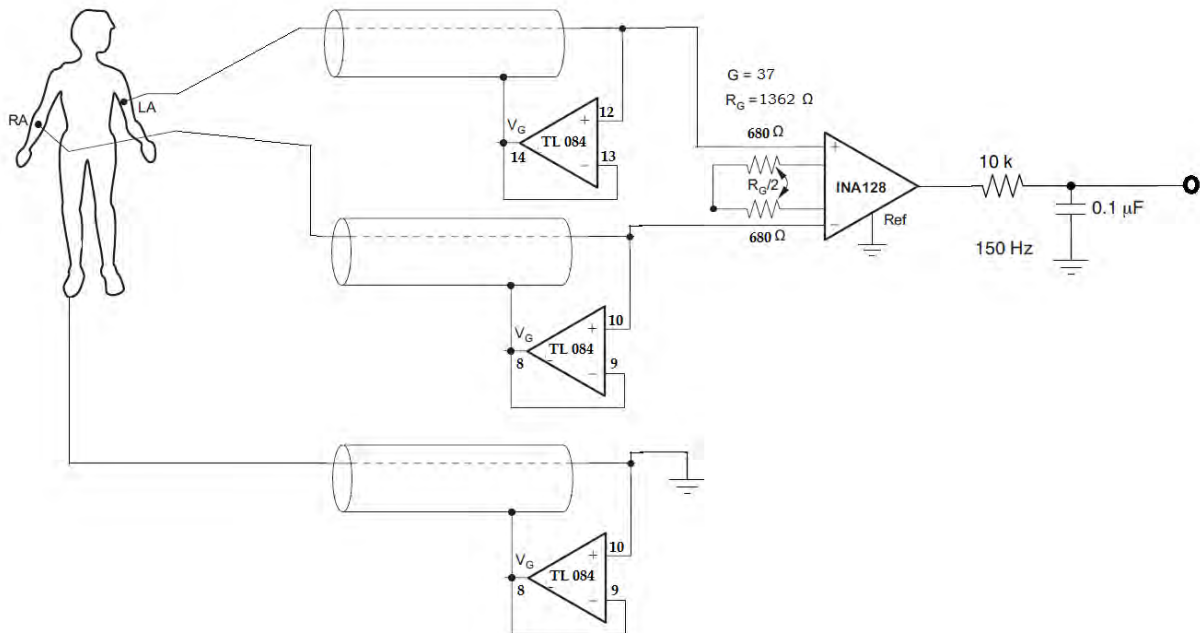 LA
RA
V_G
12
+
TL 084
14
13
−
G = 37
R_G = 1362 Ω
680 Ω
+
R_G/2
INA128
−
680 Ω
Ref
10 k
0.1 µF
150 Hz
V_G
10
+
TL 084
8
9
−
V_G
10
+
TL 084
8
9
−